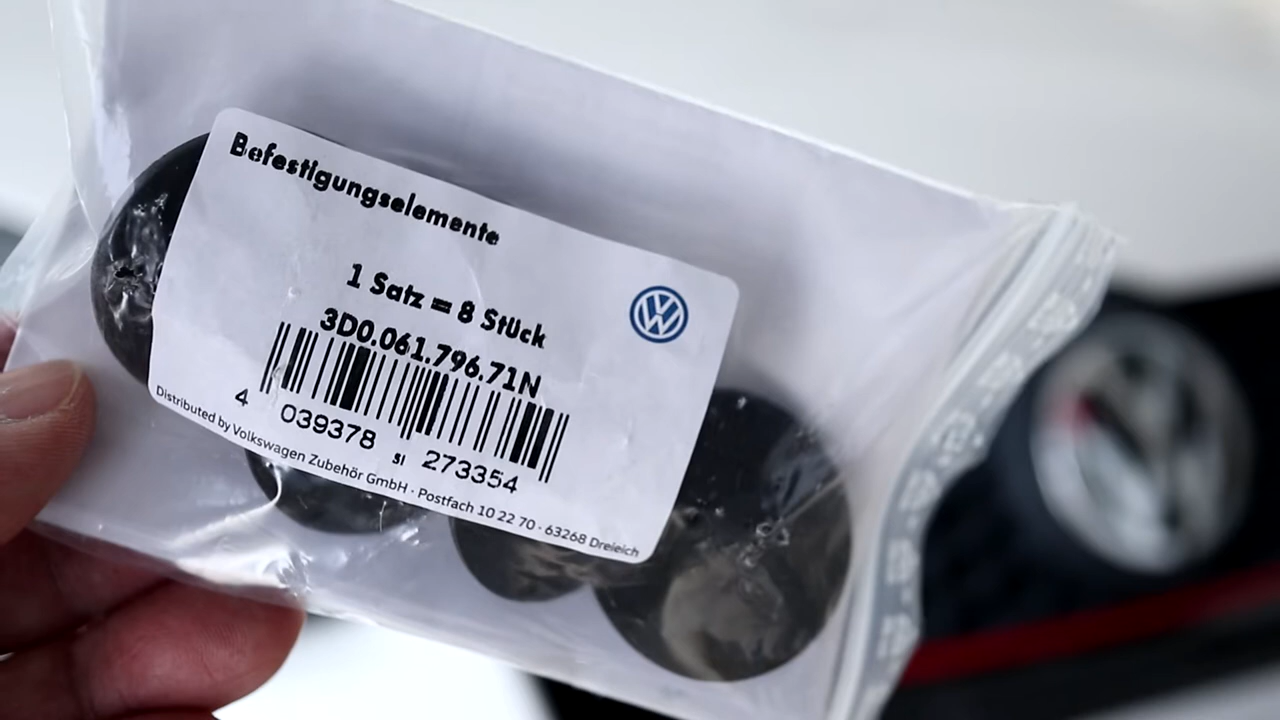 Befestigungselemente
1 Satz = 8 Stück
3D0.061.796.71N
4 039378 273354
SI
Distributed by Volkswagen Zubehör GmbH · Postfach 10 22 70 · 63268 Dreieich